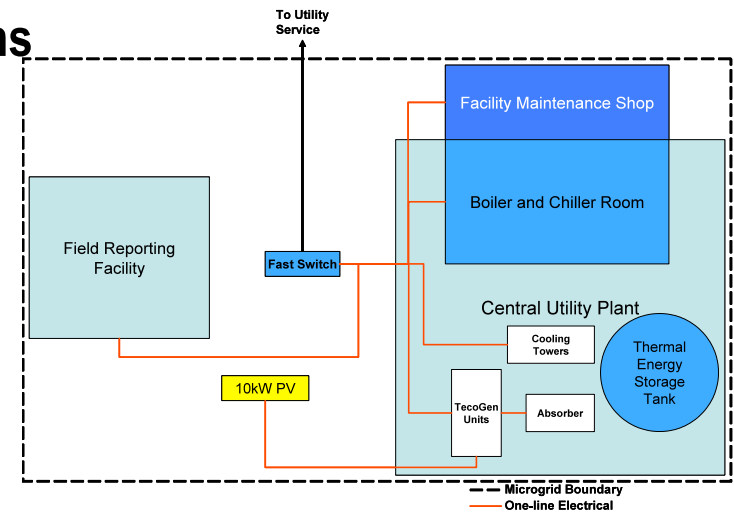 ns
To Utility
Service
Facility Maintenance Shop
Boiler and Chiller Room
Field Reporting
Facility
Fast Switch
Central Utility Plant
Cooling
Towers
Thermal
Energy
Storage
Tank
10kW PV
TecoGen
Units
Absorber
Microgrid Boundary
One-line Electrical